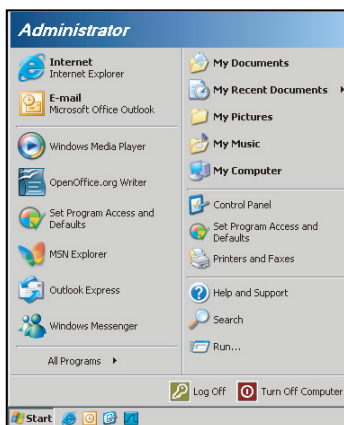 Administrator
Internet
Internet Explorer
E-mail
Microsoft Office Outlook
Windows Media Player
OpenOffice.org Writer
Set Program Access and
Defaults
MSN Explorer
Outlook Express
Windows Messenger
All Programs
My Documents
My Recent Documents
My Pictures
My Music
My Computer
Control Panel
Set Program Access and
Defaults
Printers and Faxes
Help and Support
Search
Run...
Log Off
Turn Off Computer
Start